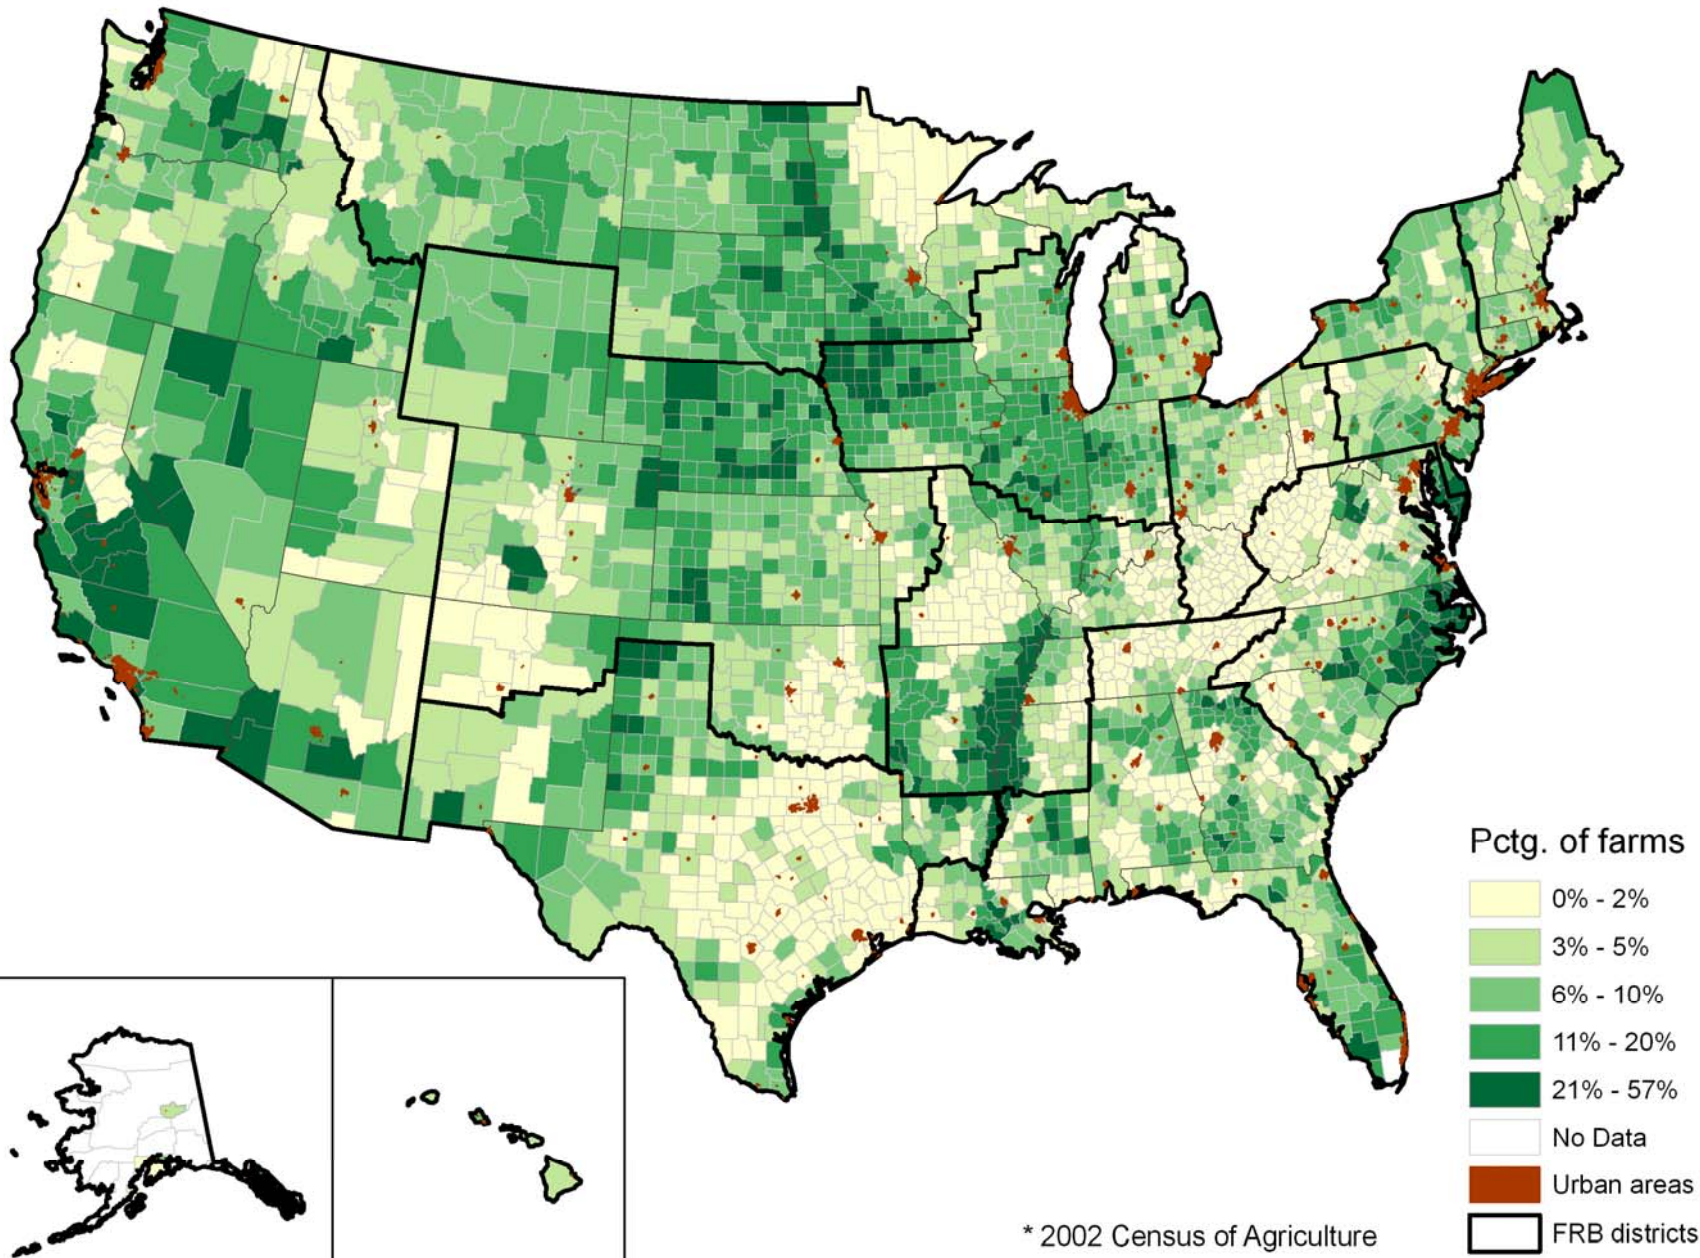 Pctg. of farms
0% - 2%
3% - 5%
6% - 10%
11% - 20%
21% - 57%
No Data
Urban areas
FRB districts
* 2002 Census of Agriculture